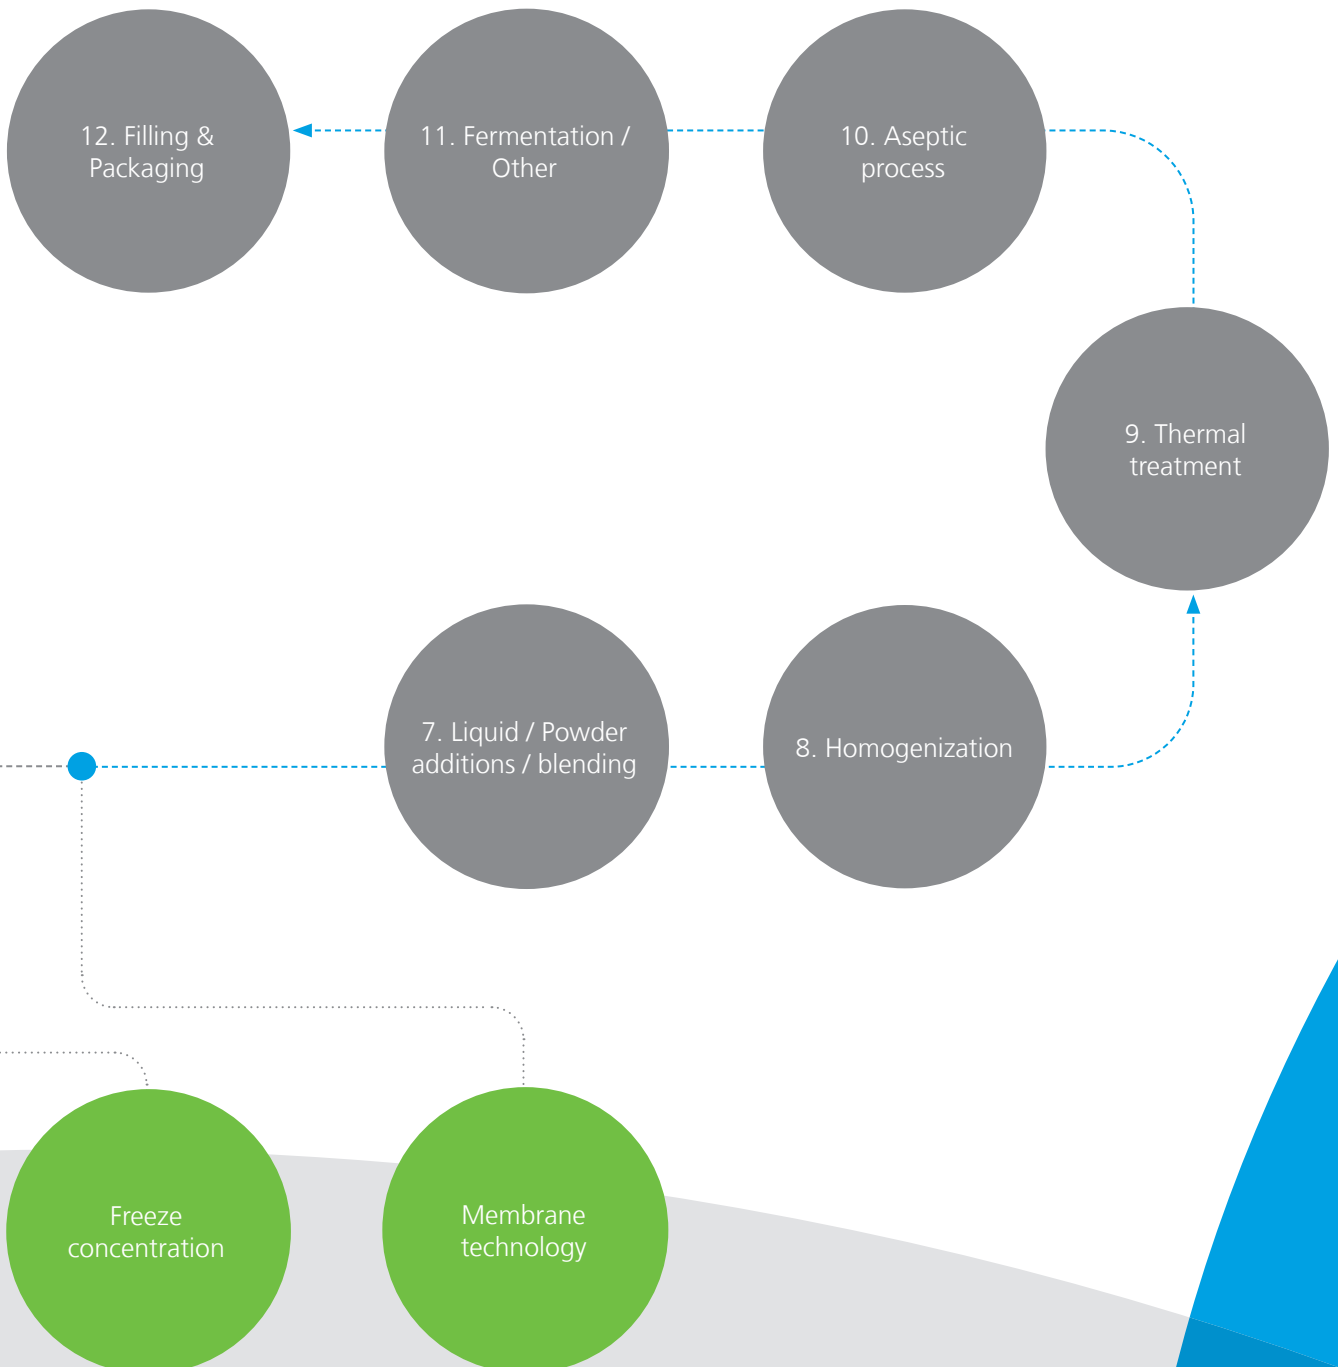 12. Filling &
Packaging
11. Fermentation /
Other
10. Aseptic
process
9. Thermal
treatment
7. Liquid / Powder
additions / blending
8. Homogenization
Freeze
concentration
Membrane
technology